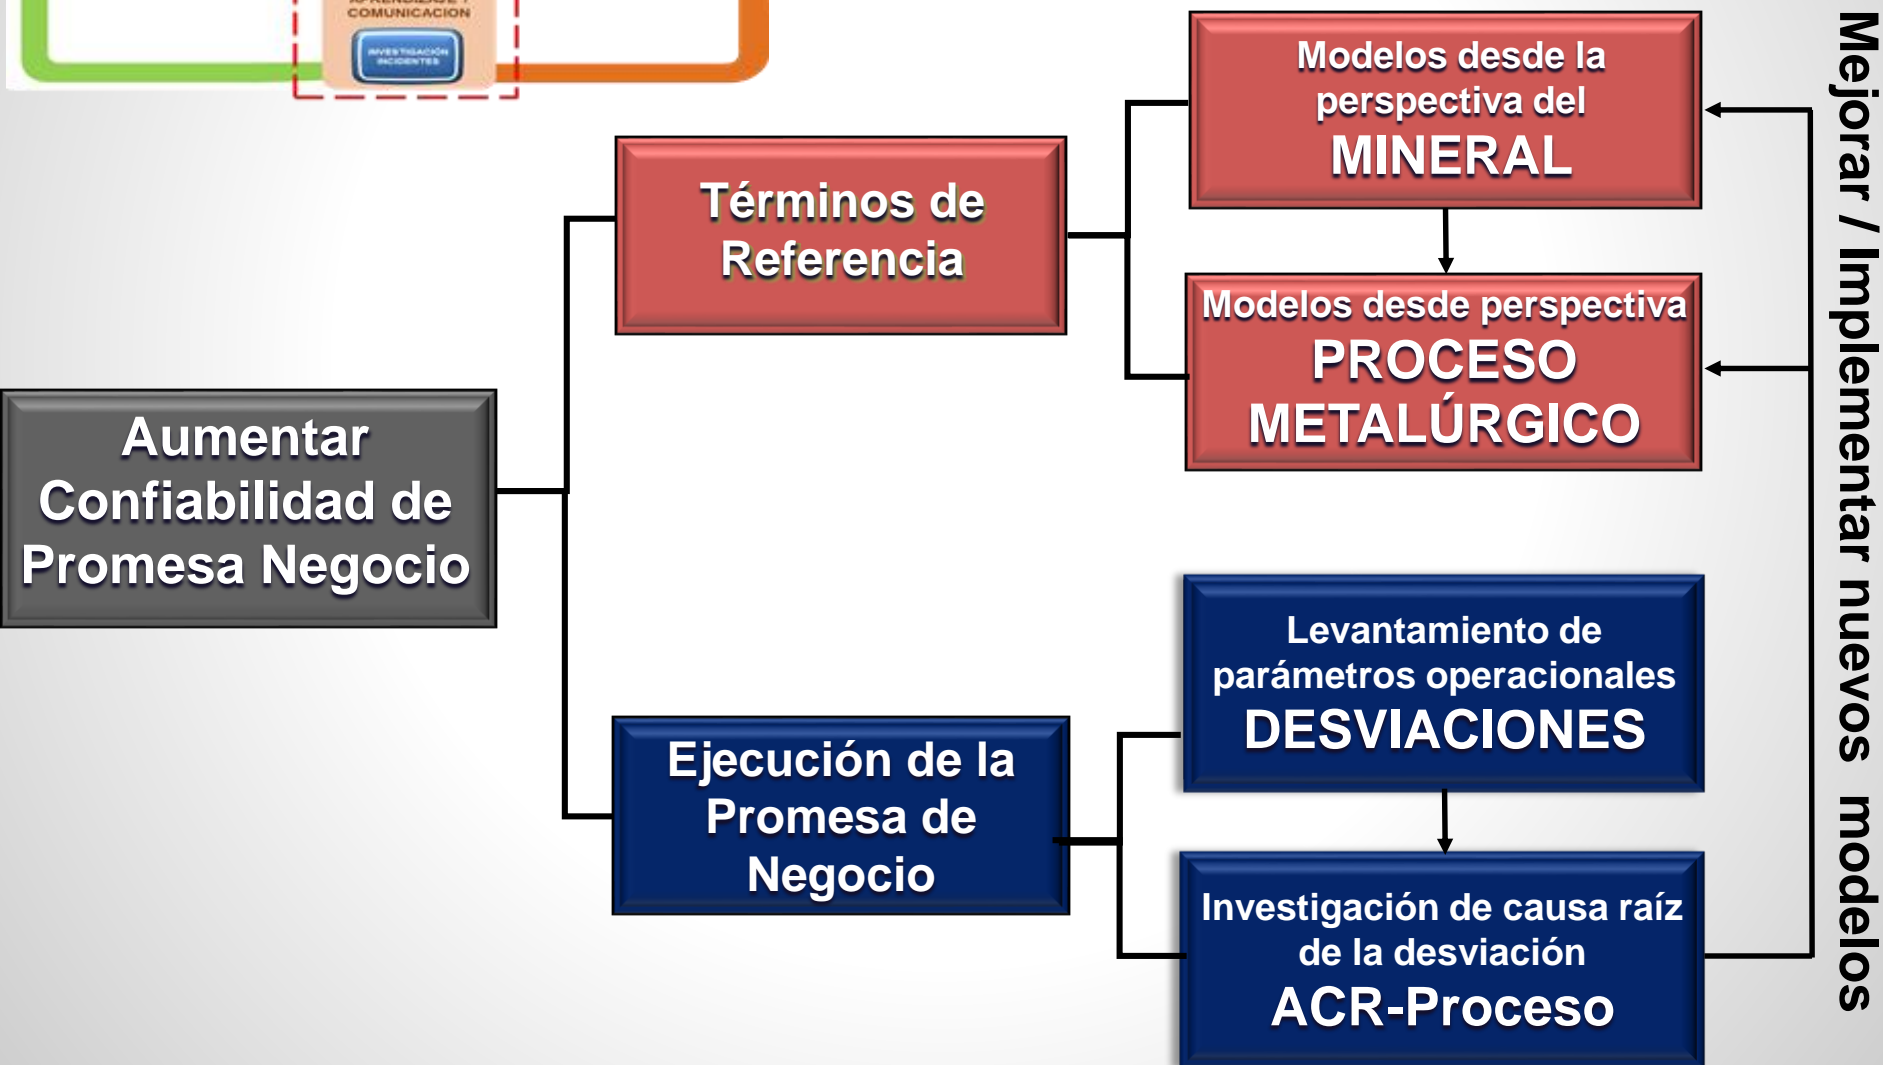 COMUNICACION
INVESTIGACIÓN
INCIDENTES
Modelos desde la
perspectiva del
MINERAL
Términos de
Referencia
Modelos desde perspectiva
PROCESO
METALÚRGICO
Aumentar
Confiabilidad de
Promesa Negocio
Levantamiento de
parámetros operacionales
DESVIACIONES
Ejecución de la
Promesa de
Negocio
Investigación de causa raíz
de la desviación
ACR-Proceso
Mejorar / Implementar nuevos modelos